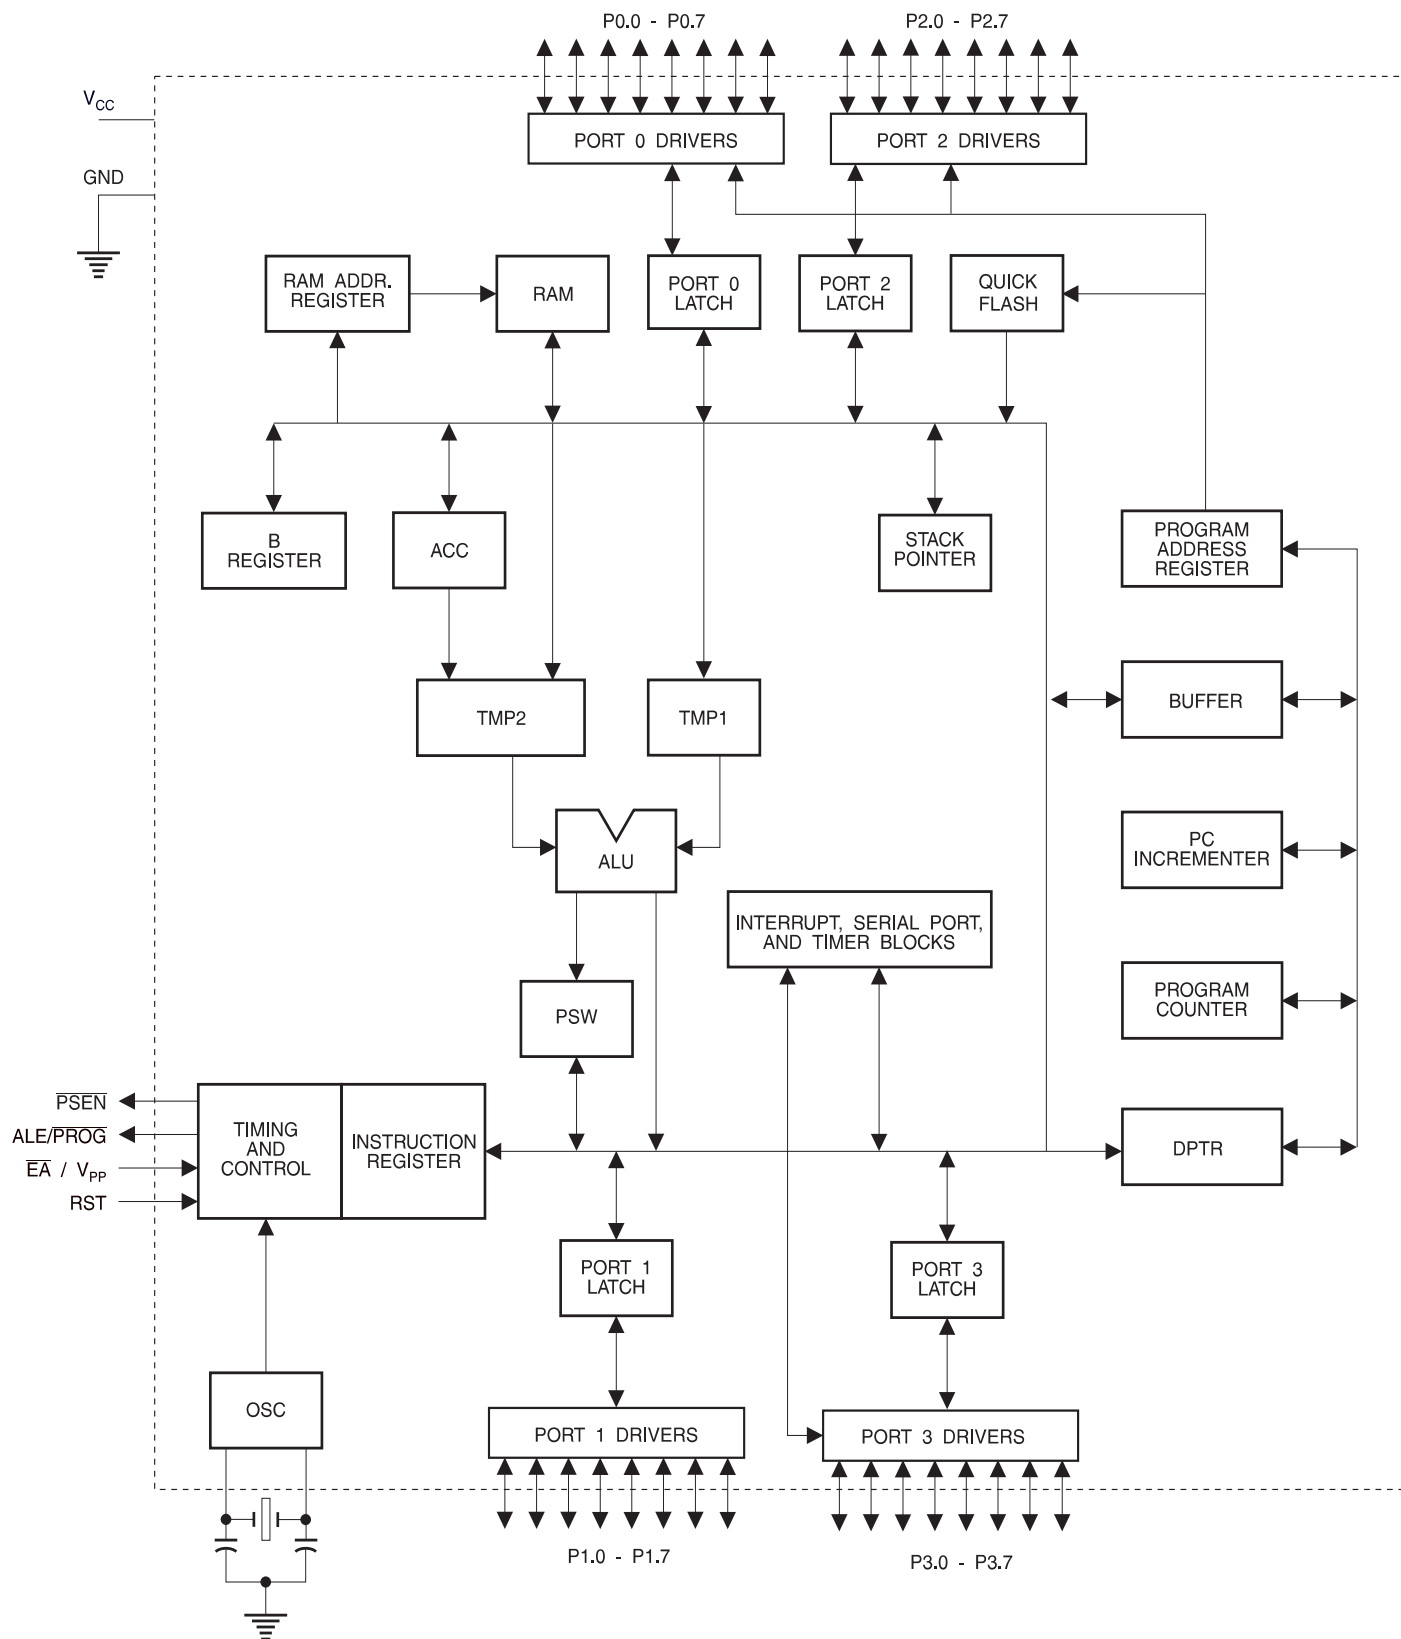 P0.0 - P0.7
P2.0 - P2.7
VCC
PORT 0 DRIVERS
PORT 2 DRIVERS
GND
RAM ADDR.
REGISTER
RAM
PORT 0
LATCH
PORT 2
LATCH
QUICK
FLASH
B
REGISTER
ACC
STACK
POINTER
PROGRAM
ADDRESS
REGISTER
TMP2
TMP1
BUFFER
ALU
PC
INCREMENTER
INTERRUPT, SERIAL PORT,
AND TIMER BLOCKS
PSW
PROGRAM
COUNTER
PSEN
ALE/PROG
EA / VPP
RST
TIMING
AND
CONTROL
INSTRUCTION
REGISTER
DPTR
PORT 1
LATCH
PORT 3
LATCH
OSC
PORT 1 DRIVERS
PORT 3 DRIVERS
P1.0 - P1.7
P3.0 - P3.7